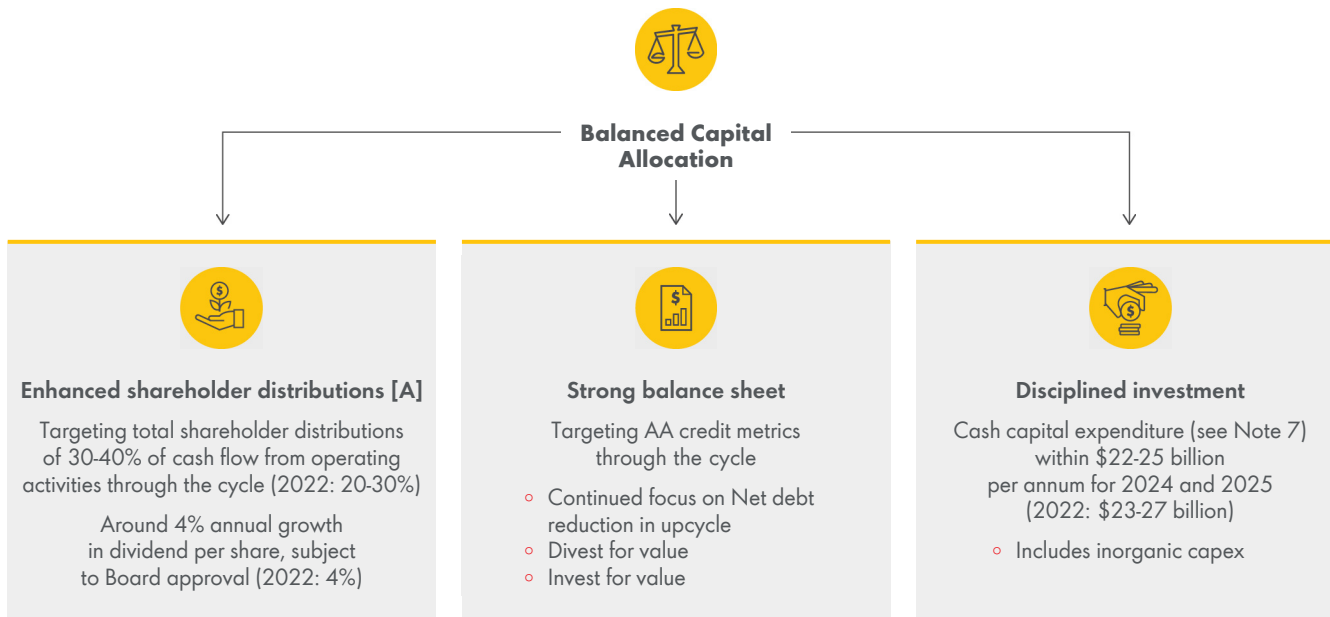 Balanced Capital
Allocation
Enhanced shareholder distributions [A]
Targeting total shareholder distributions
of 30-40% of cash flow from operating
activities through the cycle (2022: 20-30%)
Around 4% annual growth
in dividend per share, subject
to Board approval (2022: 4%)
$
Strong balance sheet
Targeting AA credit metrics
through the cycle
Continued focus on Net debt
reduction in upcycle
Divest for value
Invest for value
$
Disciplined investment
Cash capital expenditure (see Note 7)
within $22-25 billion
per annum for 2024 and 2025
(2022: $23-27 billion)
Includes inorganic capex
$